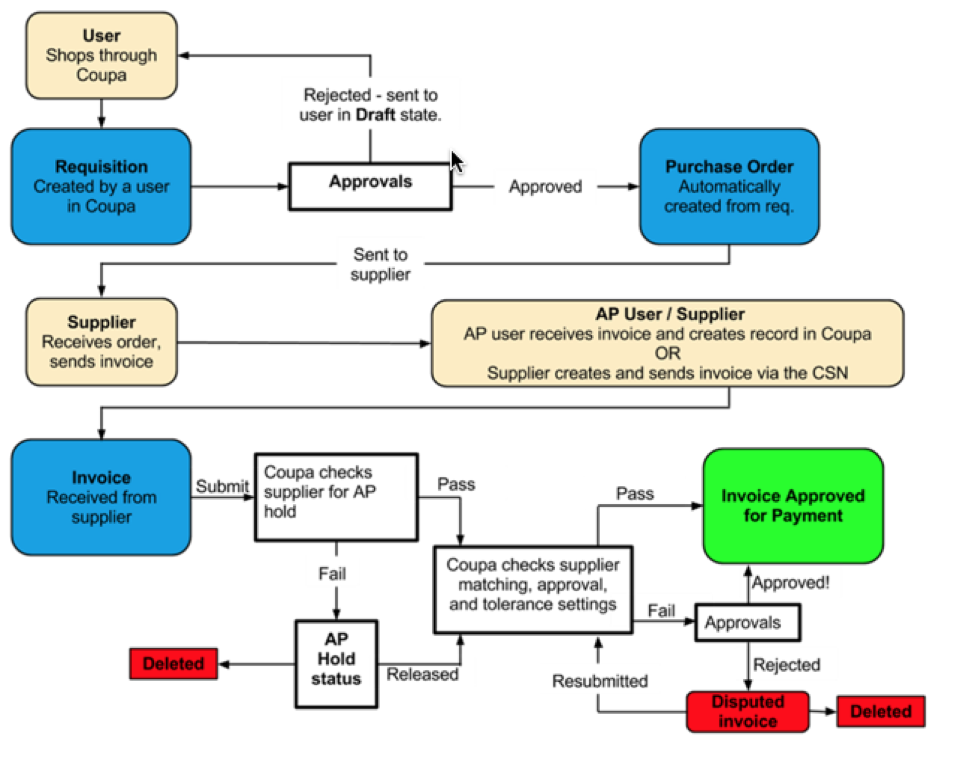 User
Shops through
Coupa
Rejected - sent to
user in Draft state.
Requisition
Created by a user
in Coupa
Approvals
Approved
Purchase Order
Automatically
created from req.
Sent to
supplier
Supplier
Receives order,
sends invoice
AP User / Supplier
AP user receives invoice and creates record in Coupa
OR
Supplier creates and sends invoice via the CSN
Invoice
Received from
supplier
Submit
Coupa checks
supplier for AP
hold
Pass
Fail
Coupa checks supplier
matching, approval,
and tolerance settings
Pass
Invoice Approved
for Payment
Fail
Approvals
Approved!
AP
Hold
status
Deleted
Released
Rejected
Resubmitted
Disputed
invoice
Deleted